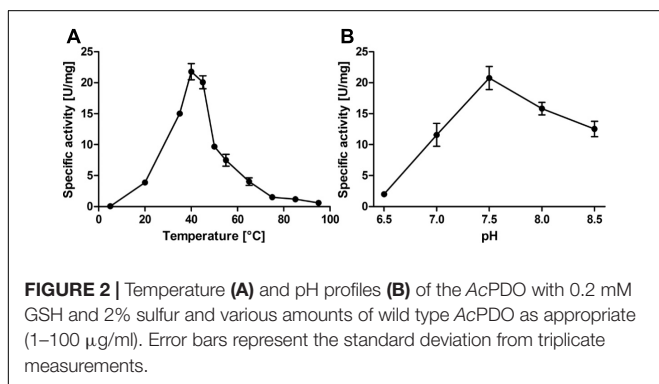 A
B
Specific activity [U/mg]
25
20
15
10
5
0
0 20 40 60 80 100
Temperature [°C]
Specific activity [U/mg]
25
20
15
10
5
0
6.5 7.0 7.5 8.0 8.5
pH
FIGURE 2 | Temperature (A) and pH profiles (B) of the AcPDO with 0.2 mM
GSH and 2% sulfur and various amounts of wild type AcPDO as appropriate
(1–100 μg/ml). Error bars represent the standard deviation from triplicate
measurements.